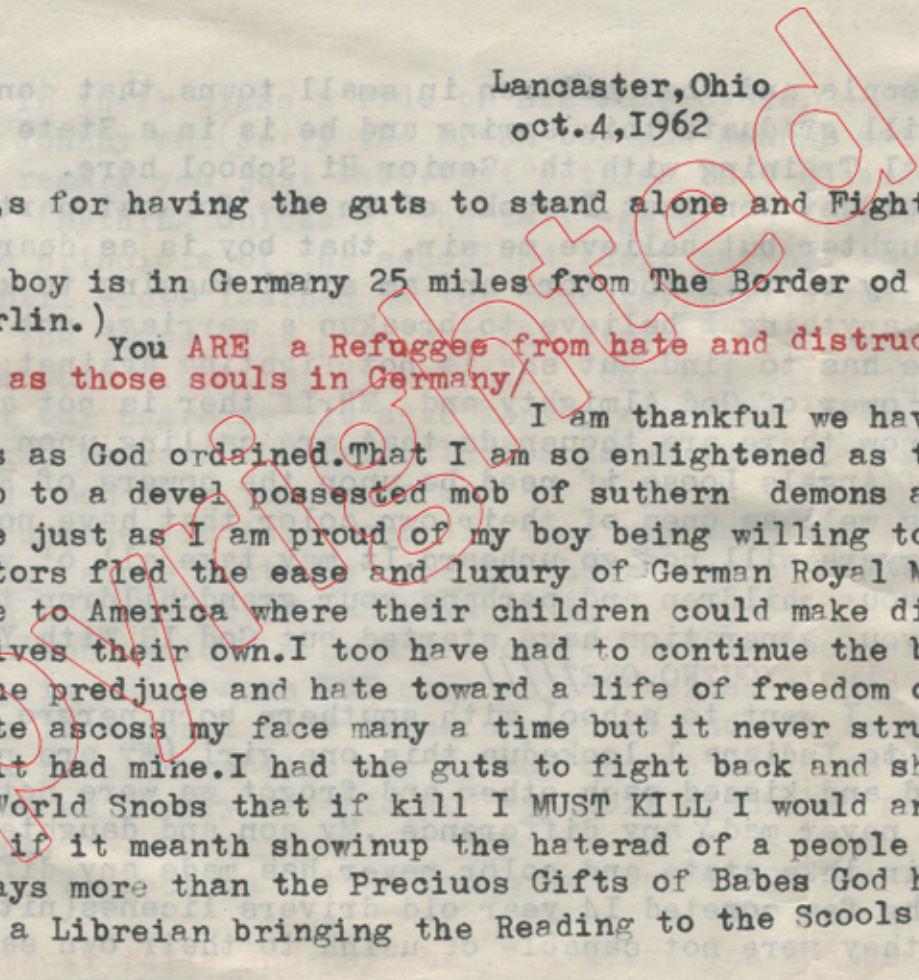 Lancaster,Ohio
oct.4,I962
,s for having the guts to stand alone and Fight
boy is in Germany 25 miles from The Border od
rlin.)
You ARE a Refuggee from hate and distruc
as those souls in Germany/
I am thankful we hav
s as God ordained.That I am so enlightened as t
o to a devel possested mob of suthern demons a
e just as I am proud of my boy being willing to
tors fled the ease and luxury of German Royal M
e to America where their children could make di
ives their own.I too have had to continue the b
he predjuce and hate toward a life of freedom o
te ascoss my face many a time but it never stru
it had mine.I had the guts to fight back and sh
World Snobs that if kill I MUST KILL I would an
if it meanth showinup the haterad of a people
ays more than the Preciuos Gifts of Babes God h
a Libreian bringing the Reading to the Scools
pyrighted